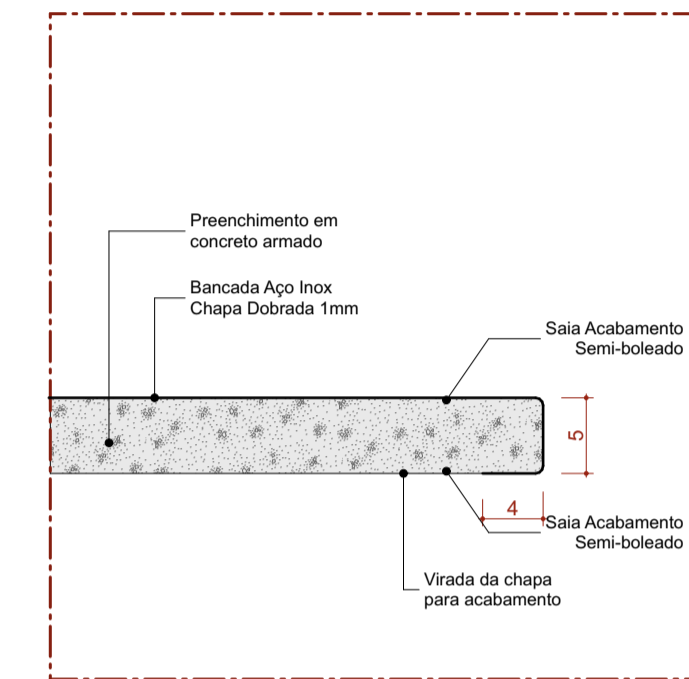 Preenchimento em
concreto armado
Bancada Aço Inox
Chapa Dobrada 1mm
Saia Acabamento
Semi-boleado
5
4
Saia Acabamento
Semi-boleado
Virada da chapa
para acabamento